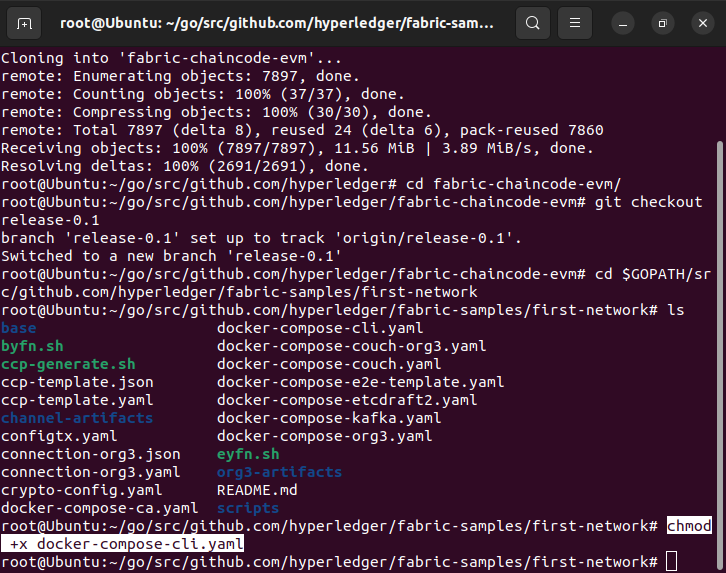 root@Ubuntu: ~/go/src/github.com/hyperledger/fabric-sam...
Cloning into 'fabric-chaincode-evm'...
remote: Enumerating objects: 7897, done.
remote: Counting objects: 100% (37/37), done.
remote: Compressing objects: 100% (30/30), done.
remote: Total 7897 (delta 8), reused 24 (delta 6), pack-reused 7860
Receiving objects: 100% (7897/7897), 11.56 MiB | 3.89 MiB/s, done.
Resolving deltas: 100% (2691/2691), done.
root@Ubuntu:~/go/src/github.com/hyperledger# cd fabric-chaincode-evm/
root@Ubuntu:~/go/src/github.com/hyperledger/fabric-chaincode-evm# git checkout
release-0.1
branch 'release-0.1' set up to track 'origin/release-0.1'.
Switched to a new branch 'release-0.1'
root@Ubuntu:~/go/src/github.com/hyperledger/fabric-chaincode-evm# cd $GOPATH/sr
c/github.com/hyperledger/fabric-samples/first-network
root@Ubuntu:~/go/src/github.com/hyperledger/fabric-samples/first-network# ls
base docker-compose-cli.yaml
byfn.sh docker-compose-couch-org3.yaml
ccp-generate.sh docker-compose-couch.yaml
ccp-template.json docker-compose-e2e-template.yaml
ccp-template.yaml docker-compose-etcdraft2.yaml
channel-artifacts docker-compose-kafka.yaml
configtx.yaml docker-compose-org3.yaml
connection-org3.json eyfn.sh
connection-org3.yaml org3-artifacts
crypto-config.yaml README.md
docker-compose-ca.yaml scripts
root@Ubuntu:~/go/src/github.com/hyperledger/fabric-samples/first-network# chmod
+x docker-compose-cli.yaml
root@Ubuntu:~/go/src/github.com/hyperledger/fabric-samples/first-network#